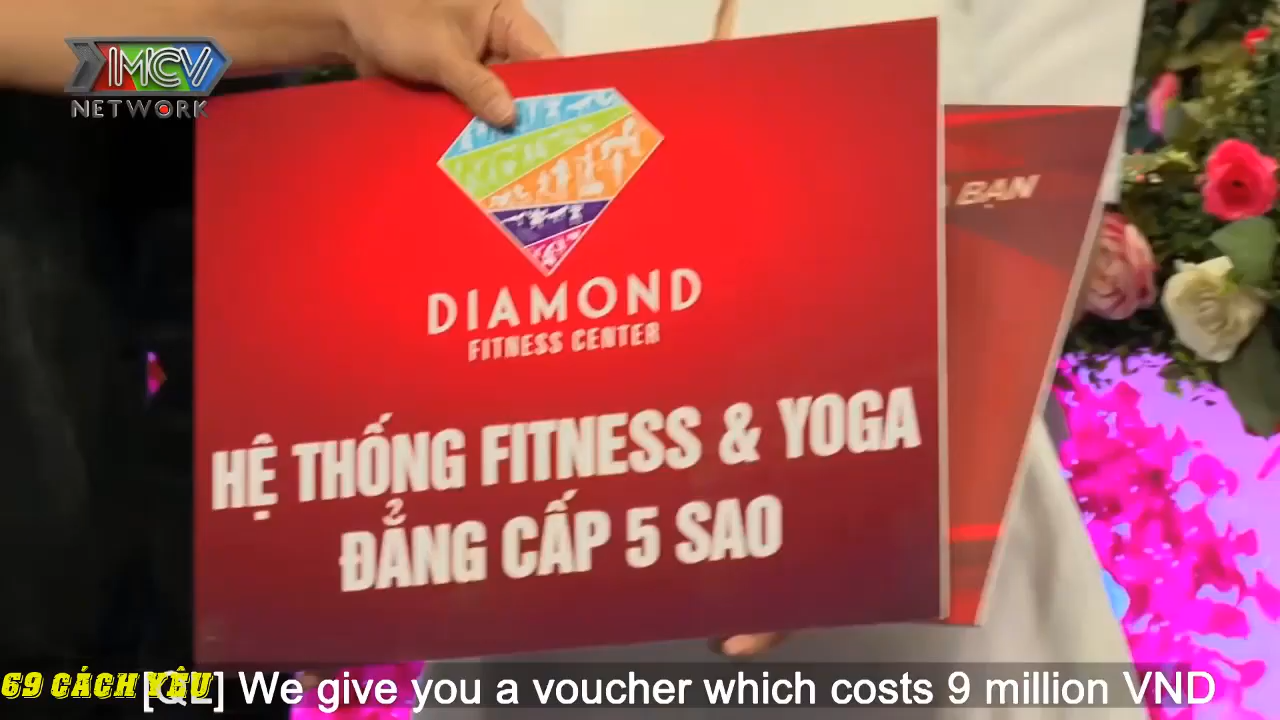 MCV
NETWORK
BẠN
DIAMOND
FITNESS CENTER
HỆ THỐNG FITNESS & YOGA
ĐẲNG CẤP 5 SAO
69 CÁCH YÊU
[QL] We give you a voucher which costs 9 million VND